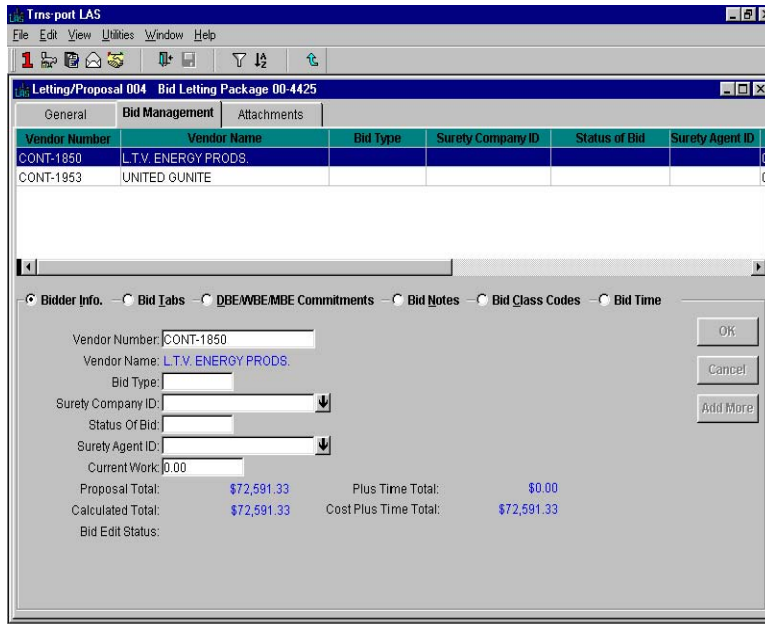 Trns·port LAS
File Edit View Utilities Window Help
Letting/Proposal 004 Bid Letting Package 00-4425
General Bid Management Attachments
Vendor Number Vendor Name Bid Type Surety Company ID Status of Bid Surety Agent ID
CONT-1850 L.T.V. ENERGY PRODS.
CONT-1953 UNITED GUNITE
Bidder Info. Bid Tabs DBE/WBE/MBE Commitments Bid Notes Bid Class Codes Bid Time
Vendor Number: CONT-1850 OK
Vendor Name: L.T.V. ENERGY PRODS.
Bid Type: Cancel
Surety Company ID: Add More
Status Of Bid:
Surety Agent ID:
Current Work: 0.00
Proposal Total: $72,591.33 Plus Time Total: $0.00
Calculated Total: $72,591.33 Cost Plus Time Total: $72,591.33
Bid Edit Status: